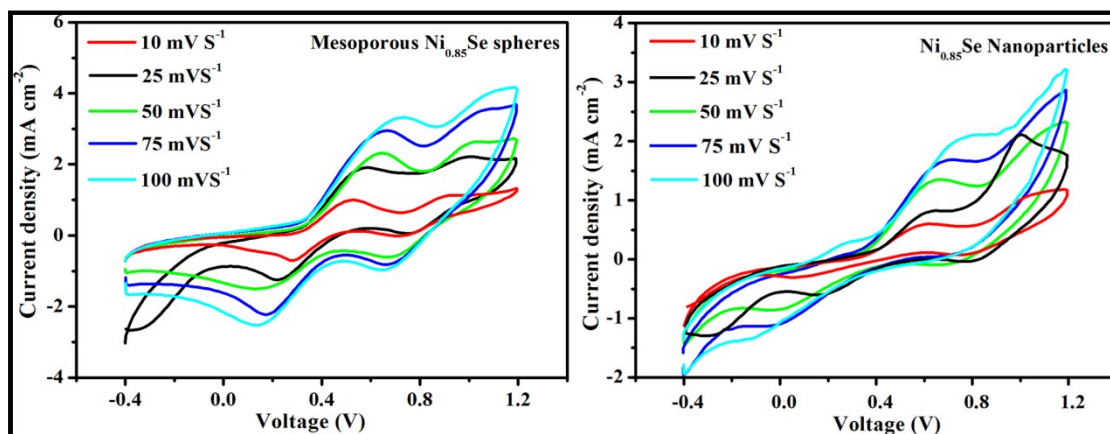 Mesoporous Ni0.85Se spheres
10 mV S-1
25 mVS-1
50 mVS-1
75 mVS-1
100 mVS-1
Current density (mA cm-2)
6
4
2
0
-2
-4
-0.4 0.0 0.4 0.8 1.2
Voltage (V)
Ni0.85Se Nanoparticles
10 mV S-1
25 mV S-1
50 mV S-1
75 mV S-1
100 mV S-1
Current density (mA cm-2)
4
3
2
1
0
-1
-2
-0.4 0.0 0.4 0.8 1.2
Voltage (V)